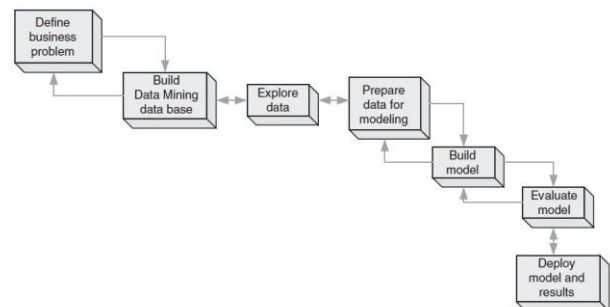 Define
business
problem
Build
Data Mining
data base
Explore
data
Prepare
data for
modeling
Build
model
Evaluate
model
Deploy
model and
results